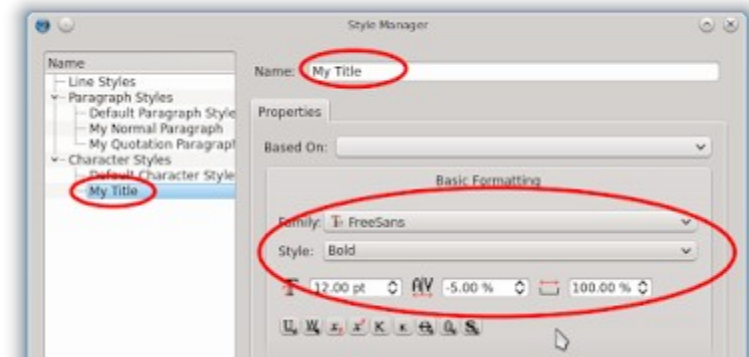 Style Manager
Name
Line Styles
Paragraph Styles
Default Paragraph Style
My Normal Paragraph
My Quotation Paragrap
Character Styles
Default Character Style
My Title
Name: My Title
Properties
Based On:
Basic Formatting
Family: FreeSans
Style: Bold
12.00 pt -5.00 % 100.00 %